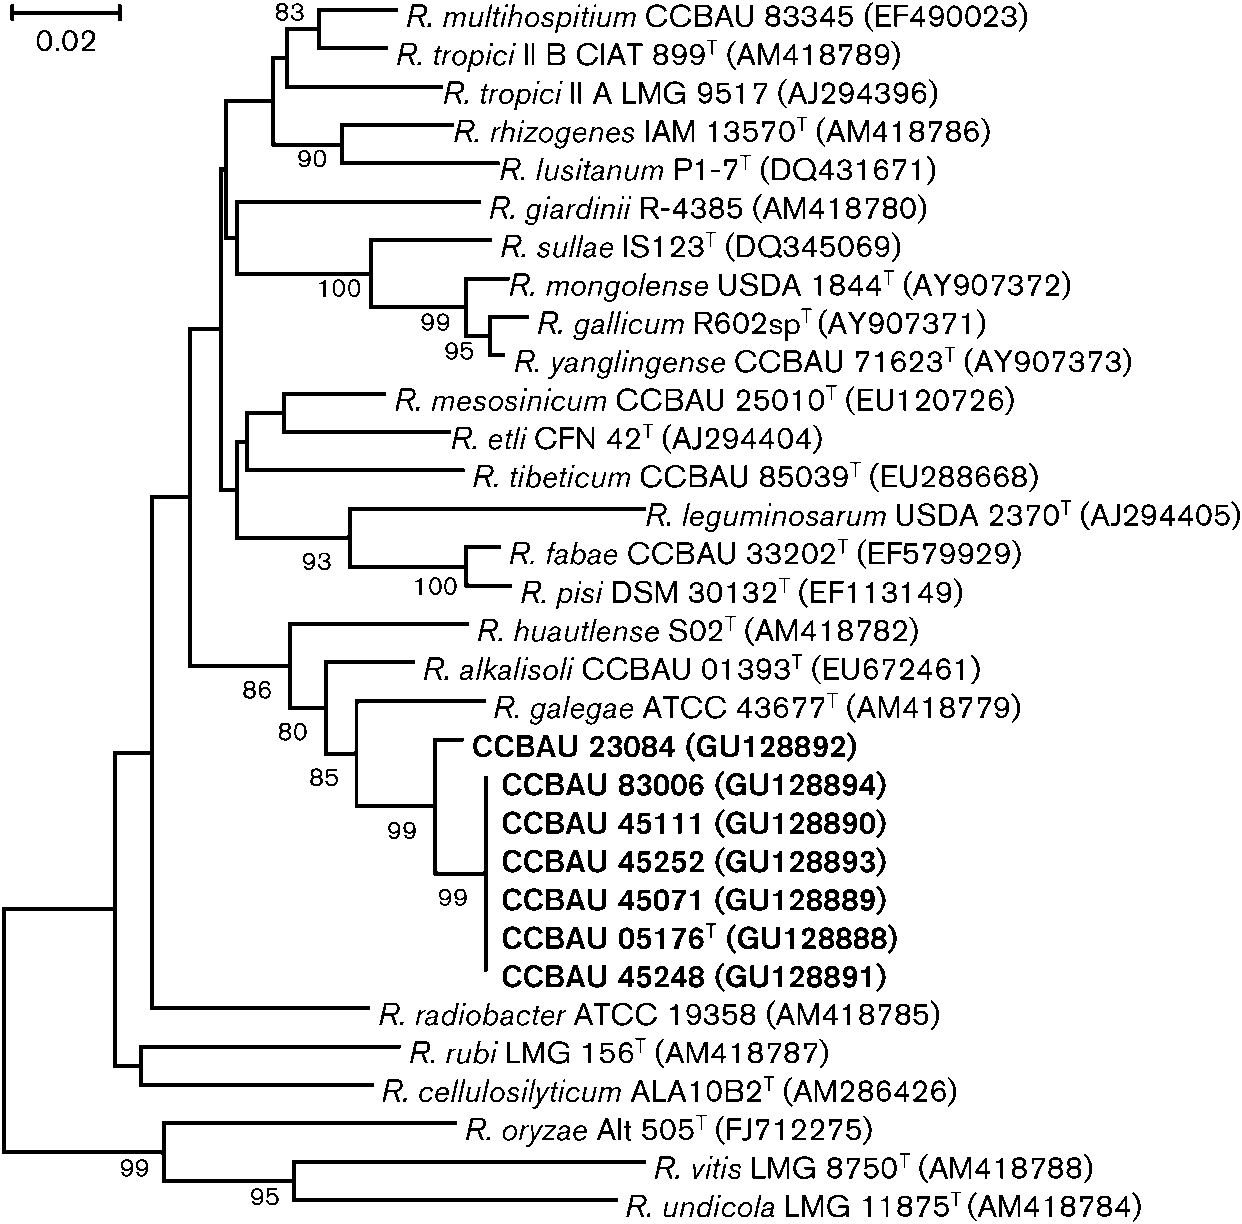 83
R. multihospitium CCBAU 83345 (EF490023)
0.02
R. tropici II B CIAT 899ᵀ (AM418789)
R. tropici II A LMG 9517 (AJ294396)
R. rhizogenes IAM 13570ᵀ (AM418786)
90
R. lusitanum P1-7ᵀ (DQ431671)
R. giardinii R-4385 (AM418780)
R. sullae IS123ᵀ (DQ345069)
100
R. mongolense USDA 1844ᵀ (AY907372)
99
R. gallicum R602spᵀ (AY907371)
95
R. yanglingense CCBAU 71623ᵀ (AY907373)
R. mesosinicum CCBAU 25010ᵀ (EU120726)
R. etli CFN 42ᵀ (AJ294404)
R. tibeticum CCBAU 85039ᵀ (EU288668)
R. leguminosarum USDA 2370ᵀ (AJ294405)
93
R. fabae CCBAU 33202ᵀ (EF579929)
100
R. pisi DSM 30132ᵀ (EF113149)
R. huautlense S02ᵀ (AM418782)
R. alkalisoli CCBAU 01393ᵀ (EU672461)
86
R. galegae ATCC 43677ᵀ (AM418779)
80
CCBAU 23084 (GU128892)
85
CCBAU 83006 (GU128894)
CCBAU 45111 (GU128890)
99
CCBAU 45252 (GU128893)
99
CCBAU 45071 (GU128889)
CCBAU 05176ᵀ (GU128888)
CCBAU 45248 (GU128891)
R. radiobacter ATCC 19358 (AM418785)
R. rubi LMG 156ᵀ (AM418787)
R. cellulosilyticum ALA10B2ᵀ (AM286426)
R. oryzae Alt 505ᵀ (FJ712275)
99
R. vitis LMG 8750ᵀ (AM418788)
95
R. undicola LMG 11875ᵀ (AM418784)